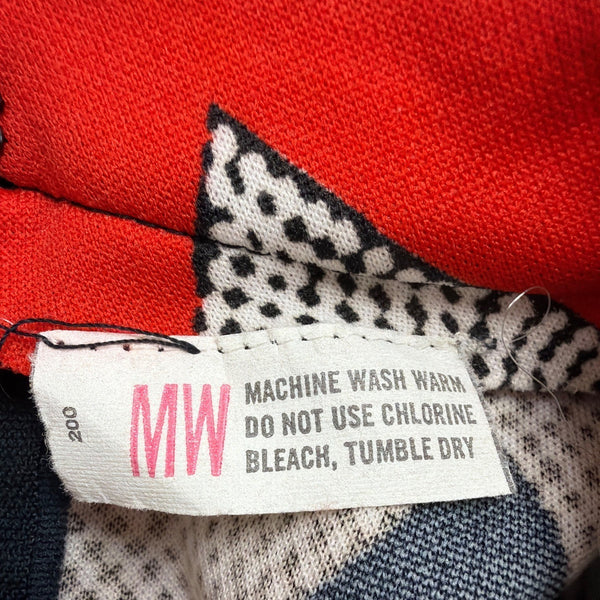 200
MW
MACHINE WASH WARM
DO NOT USE CHLORINE
BLEACH, TUMBLE DRY